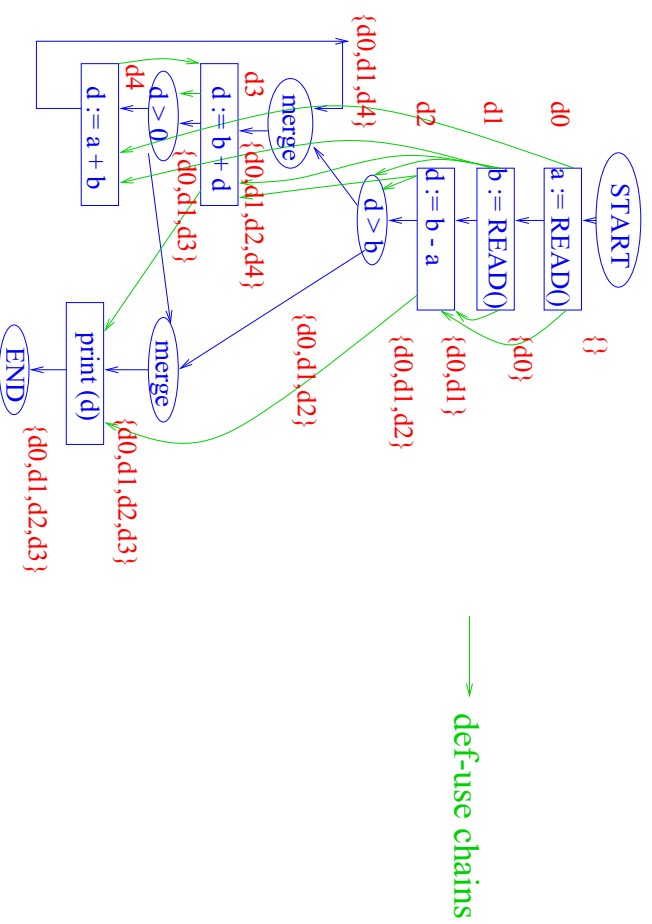 START
{}
d0
a := READ()
{d0}
d1
b := READ()
{d0,d1}
d2
d := b - a
{d0,d1,d2}
d > b
{d0,d1,d4}
{d0,d1,d2}
merge
d3
{d0,d1,d2,d4}
d := b + d
{d0,d1,d3}
d > 0
merge
d4
{d0,d1,d2,d3}
d := a + b
print (d)
{d0,d1,d2,d3}
END
def-use chains